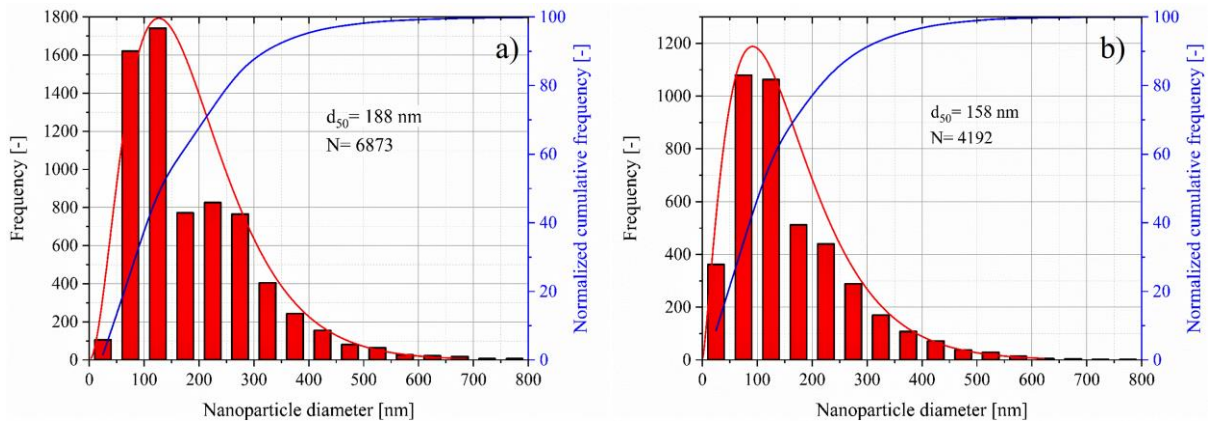 a)
d50= 188 nm
N= 6873
Frequency [-]
1800
1600
1400
1200
1000
800
600
400
200
0
0 100 200 300 400 500 600 700 800
Nanoparticle diameter [nm]
100
80
60
40
20
0
Normalized cumulative frequency [-]
b)
d50= 158 nm
N= 4192
Frequency [-]
1200
1000
800
600
400
200
0
0 100 200 300 400 500 600 700 800
Nanoparticle diameter [nm]
100
80
60
40
20
0
Normalized cumulative frequency [-]